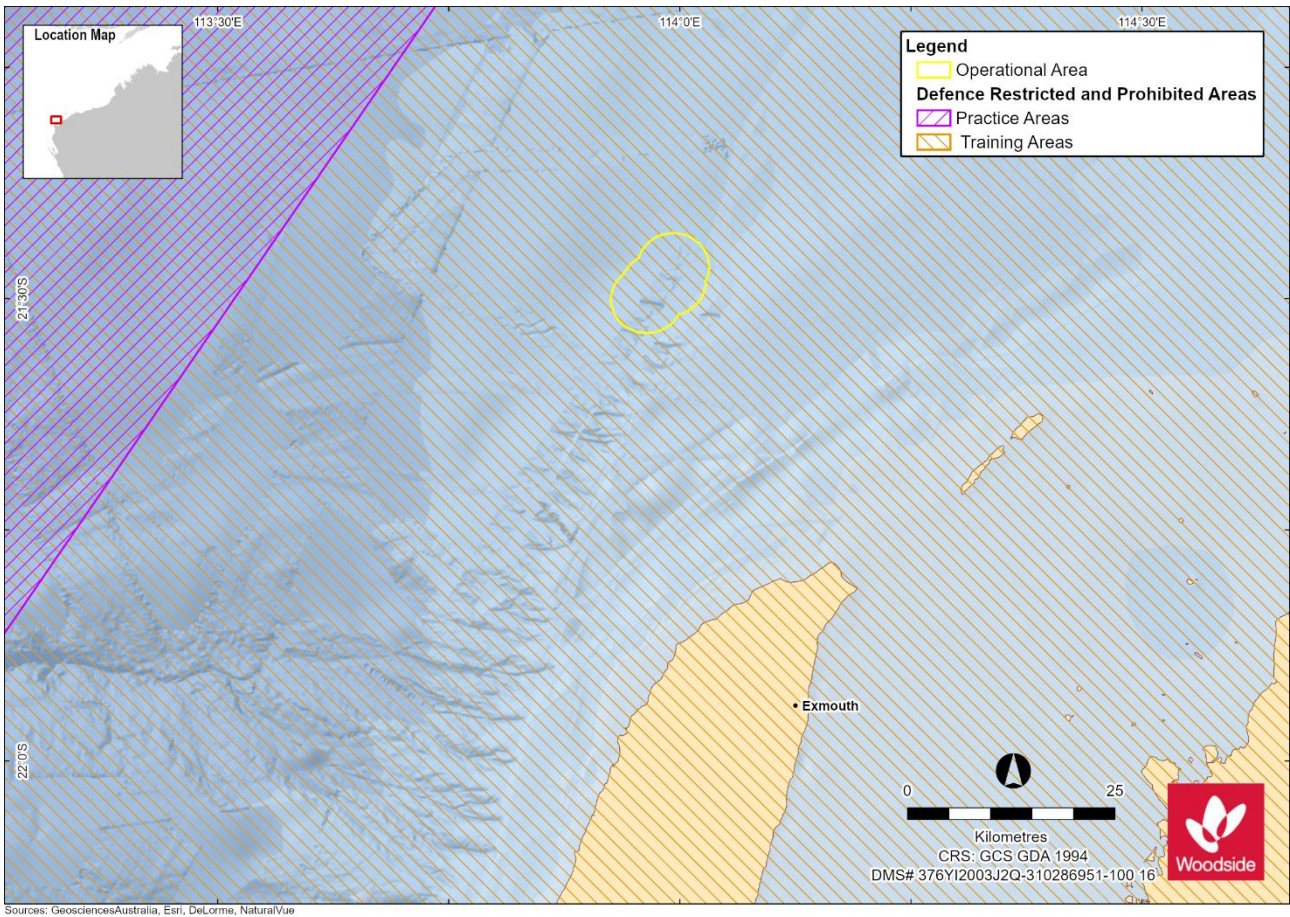 113°30'E
114°0'E
114°30'E
Location Map
Legend
Operational Area
Defence Restricted and Prohibited Areas
Practice Areas
Training Areas
21°30'S
22°0'S
Exmouth
0 25
Kilometres
CRS: GCS GDA 1994
DMS# 376YI2003J2Q-310286951-100 16
Woodside
Sources: GeosciencesAustralia, Esri, DeLorme, NaturalVue